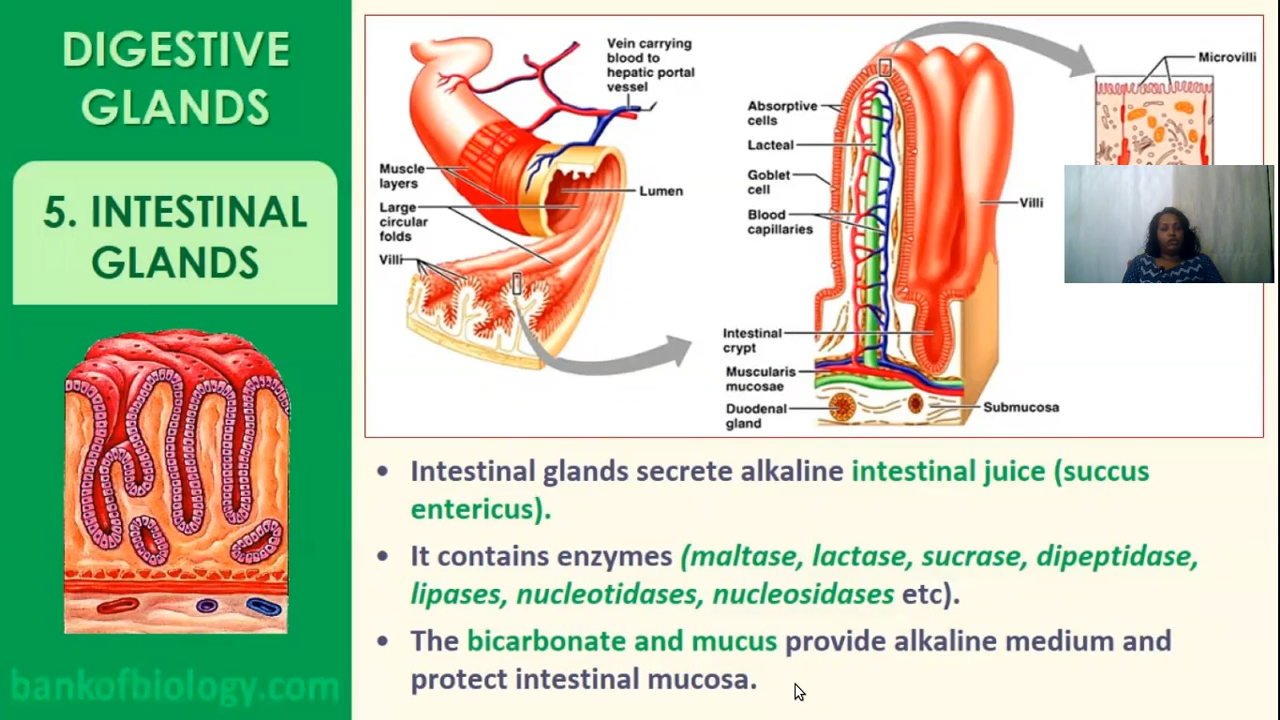 DIGESTIVE
GLANDS
5. INTESTINAL
GLANDS
bankofbiology.com
Vein carrying
blood to
hepatic portal
vessel
Muscle
layers
Large
circular
folds
Villi
Lumen
Absorptive
cells
Lacteal
Goblet
cell
Blood
capillaries
Intestinal
crypt
Muscularis
mucosae
Duodenal
gland
Microvilli
Villi
Submucosa
• Intestinal glands secrete alkaline intestinal juice (succus
entericus).
• It contains enzymes (maltase, lactase, sucrase, dipeptidase,
lipases, nucleotidases, nucleosidases etc).
• The bicarbonate and mucus provide alkaline medium and
protect intestinal mucosa.